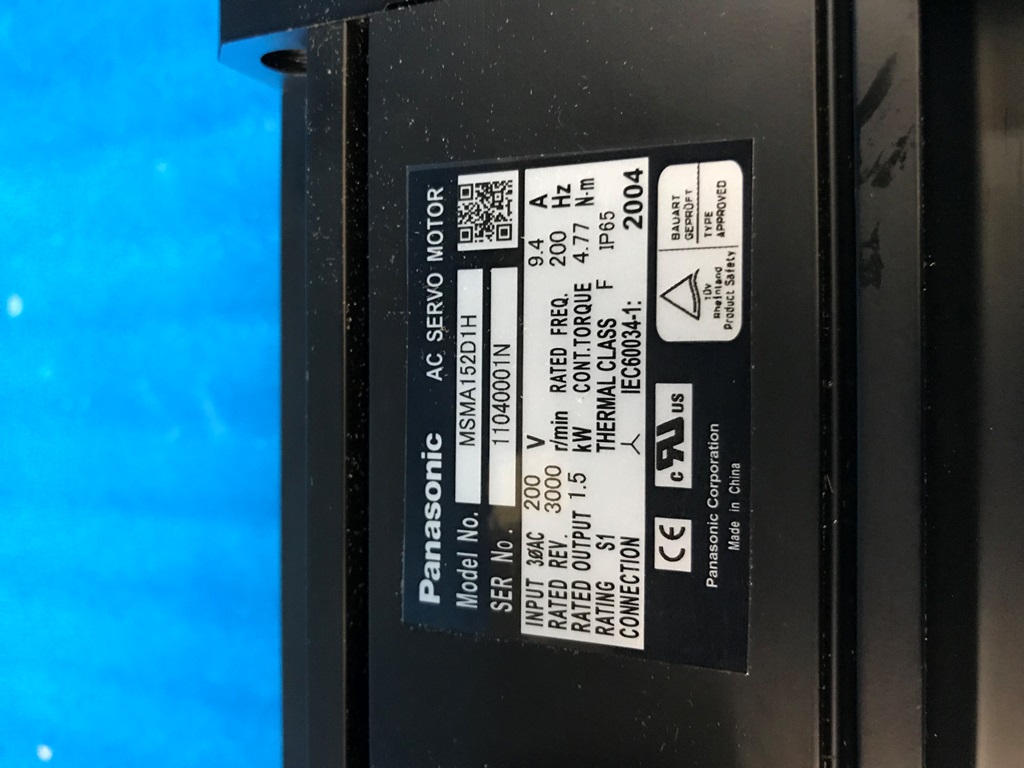 Panasonic AC SERVO MOTOR
Model No. MSMA152D1H
SER No. 11040001N
INPUT 3øAC 200 V 9.4 A
RATED REV. 3000 r/min RATED FREQ. 200 Hz
RATED OUTPUT 1.5 kW CONT.TORQUE 4.77 N·m
RATING S1 THERMAL CLASS F IP65
CONNECTION 人 IEC60034-1: 2004
CE c RU US
TÜV
Rheinland
Product Safety
BAUART
GEPRÜFT
TYPE
APPROVED
Panasonic Corporation
Made in China